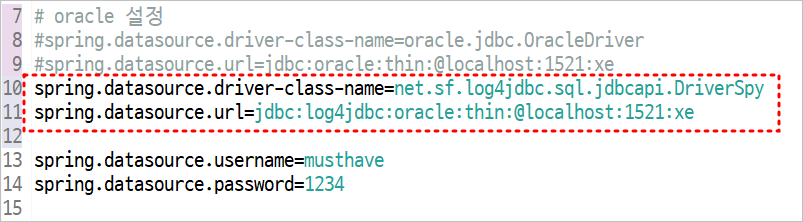 7 # oracle 설정
8 #spring.datasource.driver-class-name=oracle.jdbc.OracleDriver
9 #spring.datasource.url=jdbc:oracle:thin:@localhost:1521:xe
10 spring.datasource.driver-class-name=net.sf.log4jdbc.sql.jdbcapi.DriverSpy
11 spring.datasource.url=jdbc:log4jdbc:oracle:thin:@localhost:1521:xe
12
13 spring.datasource.username=musthave
14 spring.datasource.password=1234
15